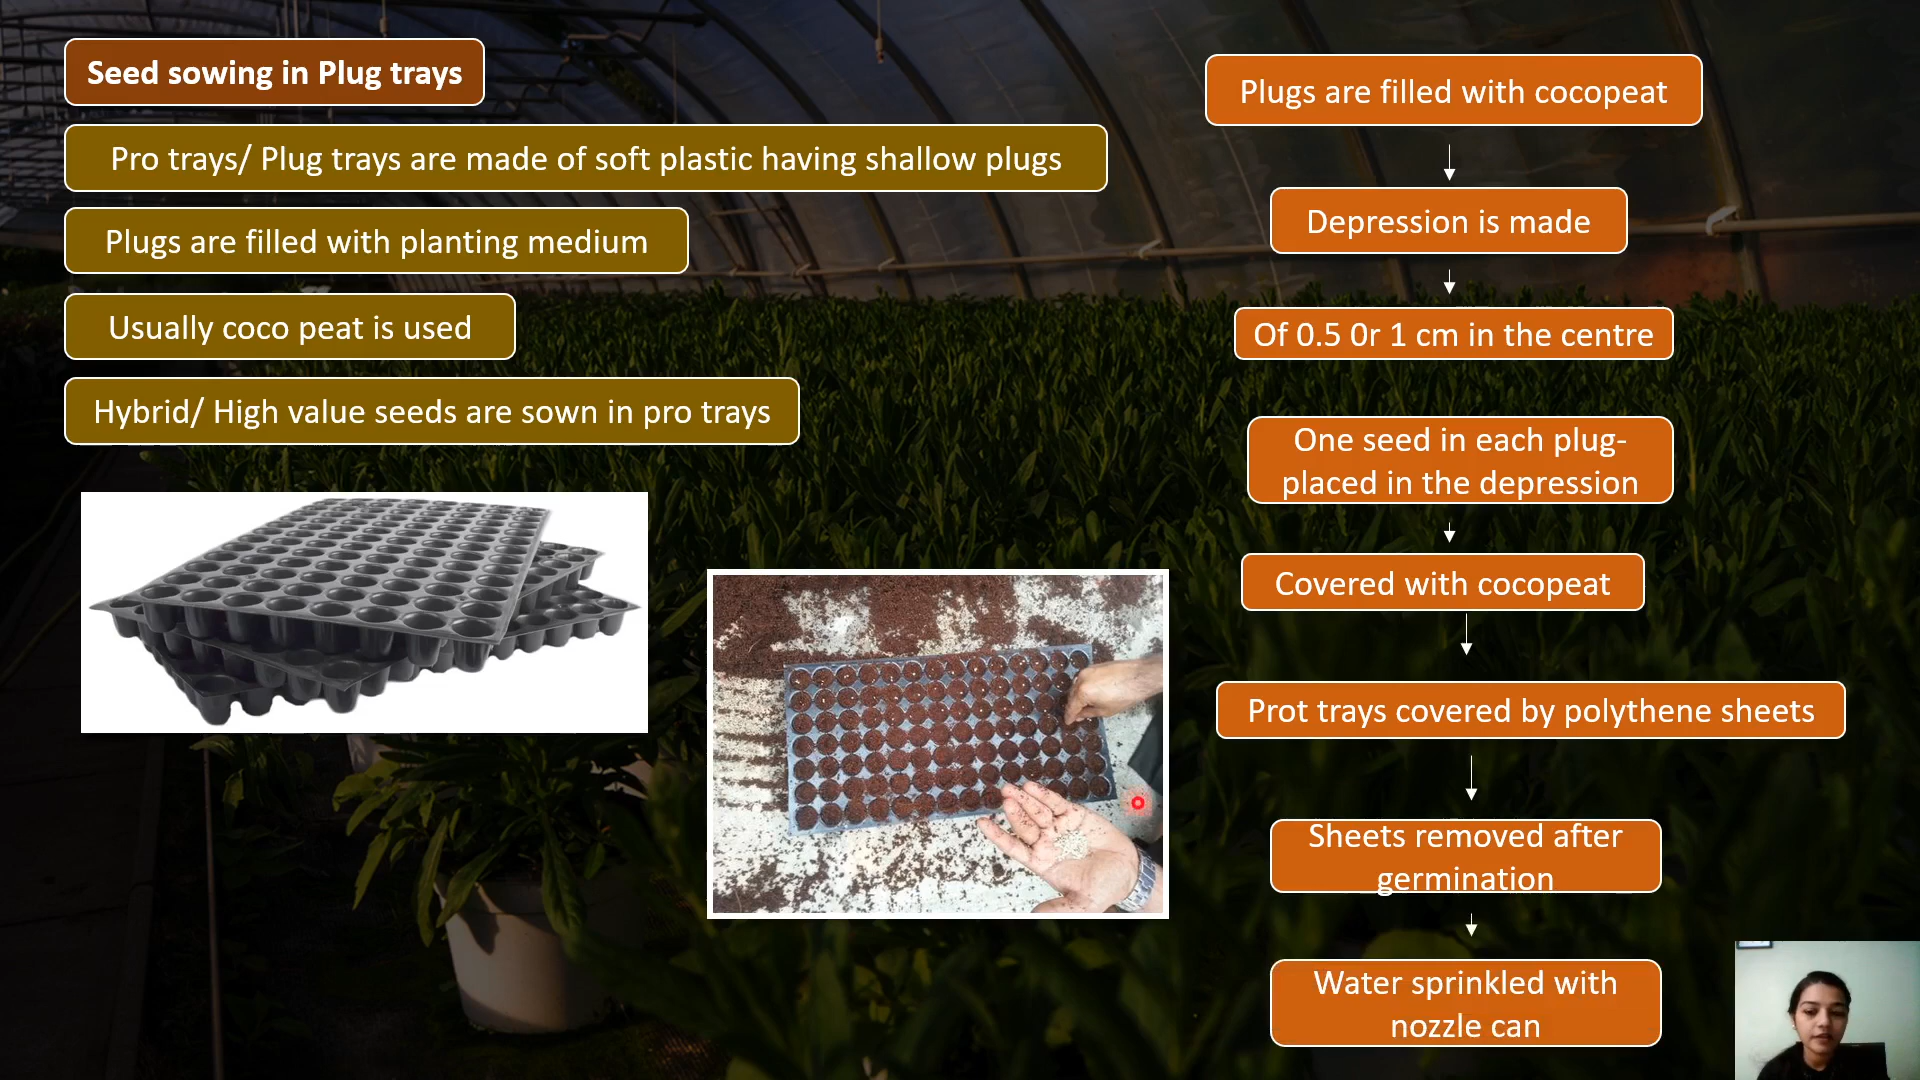 Seed sowing in Plug trays
Pro trays/ Plug trays are made of soft plastic having shallow plugs
Plugs are filled with planting medium
Usually coco peat is used
Hybrid/ High value seeds are sown in pro trays
Plugs are filled with cocopeat
Depression is made
Of 0.5 0r 1 cm in the centre
One seed in each plug-
placed in the depression
Covered with cocopeat
Prot trays covered by polythene sheets
Sheets removed after
germination
Water sprinkled with
nozzle can